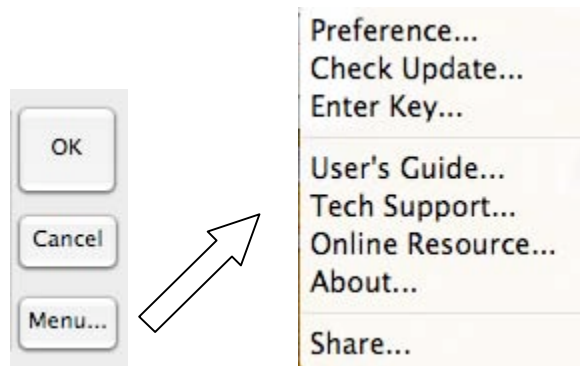 OK
Cancel
Menu...
Preference...
Check Update...
Enter Key...
User's Guide...
Tech Support...
Online Resource...
About...
Share...